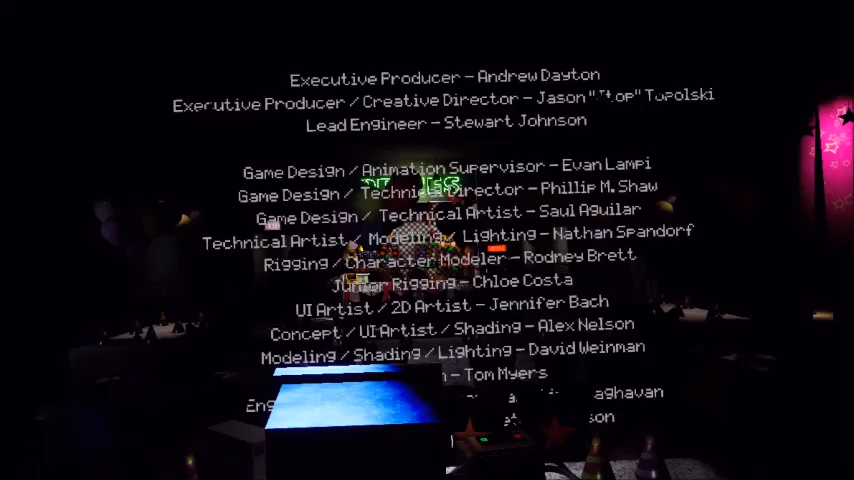 Executive Producer - Andrew Dayton
Executive Producer / Creative Director - Jason "jtop" Topolski
Lead Engineer - Stewart Johnson
Game Design / Animation Supervisor - Evan Lampi
Game Design / Technical Director - Phillip M. Shaw
Game Design / Technical Artist - Saul Aguilar
Technical Artist / Modeling / Lighting - Nathan Spandorf
Rigging / Character Modeler - Rodney Brett
Junior Rigging - Chloe Costa
UI Artist / 2D Artist - Jennifer Bach
Concept / UI Artist / Shading - Alex Nelson
Modeling / Shading / Lighting - David Weinman
- Tom Myers